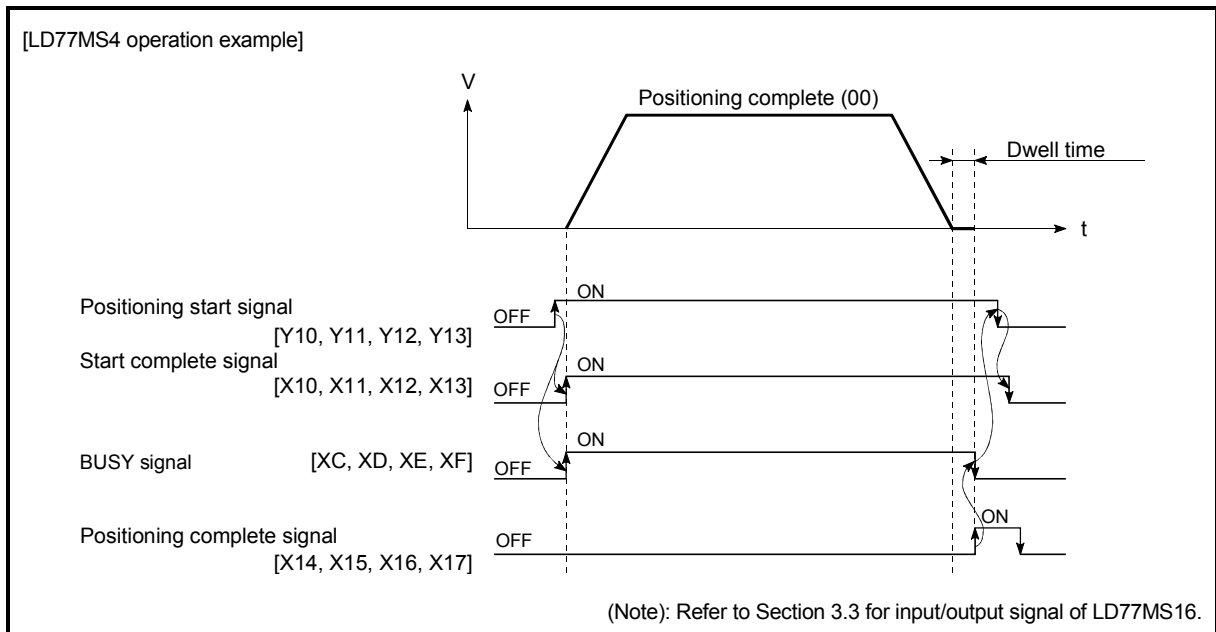 [LD77MS4 operation example]
V
Positioning complete (00)
Dwell time
t
Positioning start signal
[Y10, Y11, Y12, Y13]
OFF
ON
Start complete signal
[X10, X11, X12, X13]
OFF
ON
BUSY signal [XC, XD, XE, XF]
OFF
ON
Positioning complete signal
[X14, X15, X16, X17]
OFF
ON
(Note): Refer to Section 3.3 for input/output signal of LD77MS16.